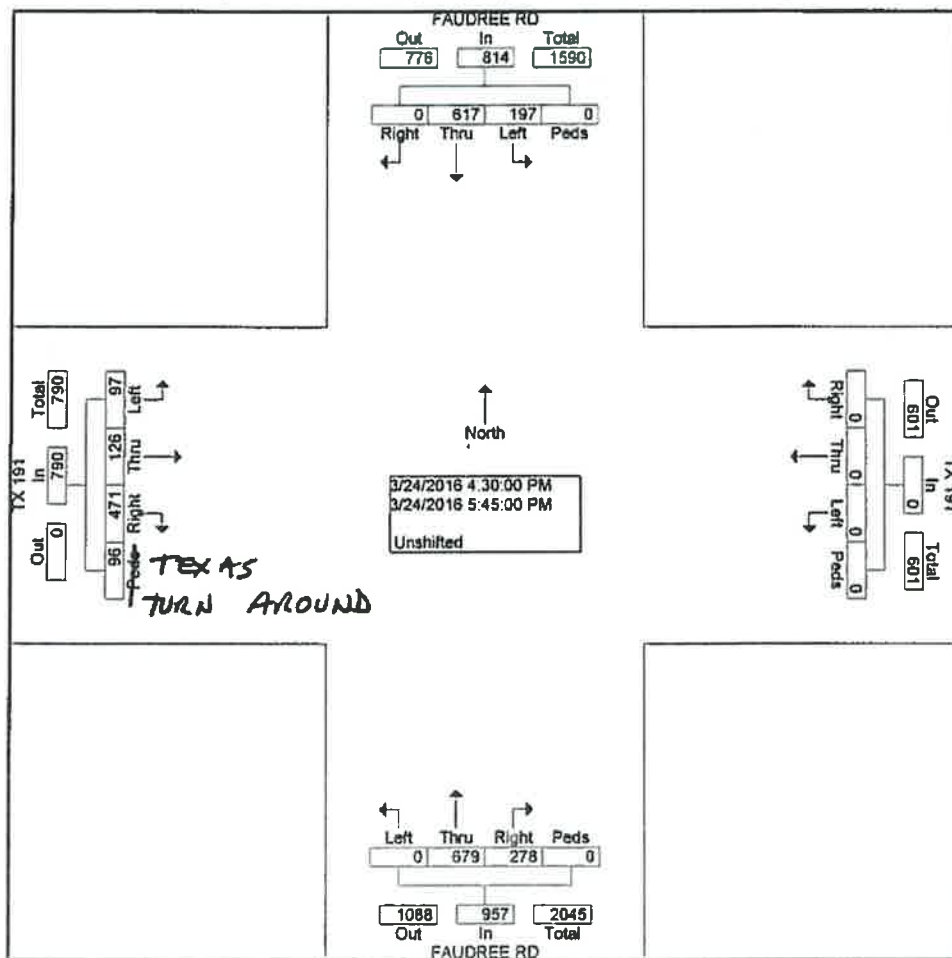 FAUDREE RD
Out In Total
776 814 1590
0 617 197 0
Right Thru Left Peds
TX 191
Total In Out
790 790 0
97 126 471 96
Left Thru Right Peds
TEXAS
TURN AROUND
North
3/24/2016 4:30:00 PM
3/24/2016 5:45:00 PM
Unshifted
Right Thru Left Peds
0 0 0 0
Out In Total
601 0 601
TX 191
Left Thru Right Peds
0 679 278 0
1088 957 2045
Out In Total
FAUDREE RD